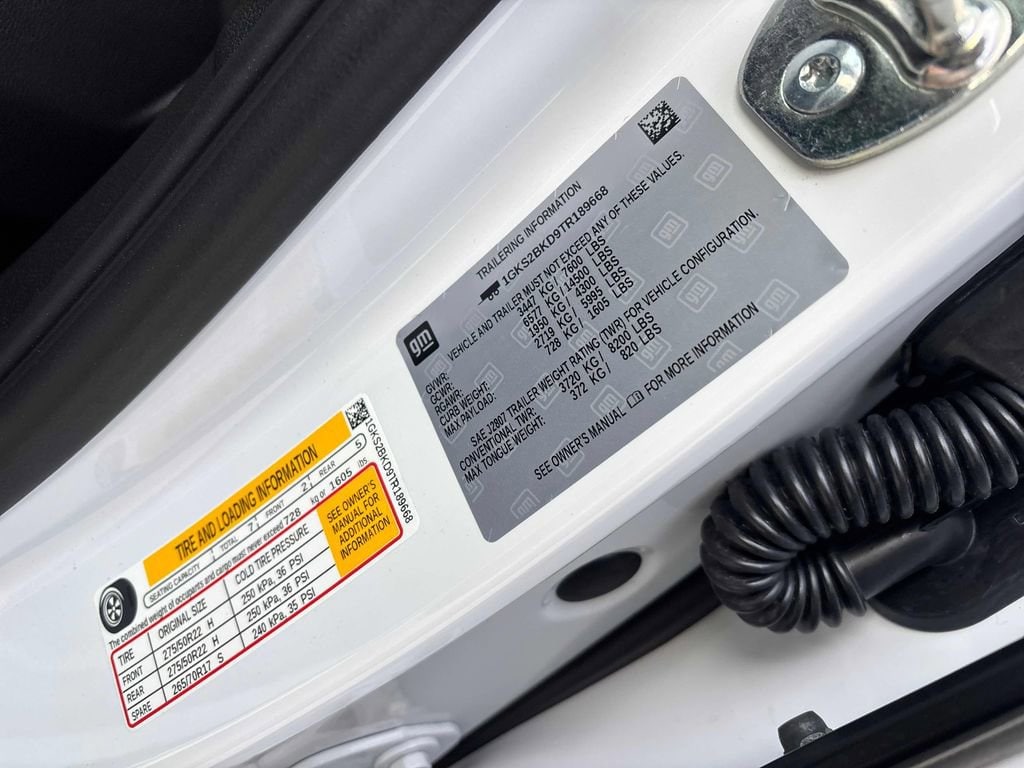 gm
TRAILERING INFORMATION
1GKS2BKD9TR189668
VEHICLE AND TRAILER MUST NOT EXCEED ANY OF THESE VALUES.
GVWR: 3447 KG / 7600 LBS
GCWR: 6577 KG / 14500 LBS
RGAWR: 1950 KG / 4300 LBS
CURB WEIGHT: 2719 KG / 5995 LBS
MAX PAYLOAD: 728 KG / 1605 LBS
SAE J2807 TRAILER WEIGHT RATING (TWR) FOR VEHICLE CONFIGURATION.
CONVENTIONAL TWR: 3720 KG / 8200 LBS
MAX TONGUE WEIGHT: 372 KG / 820 LBS
SEE OWNER'S MANUAL FOR MORE INFORMATION
TIRE AND LOADING INFORMATION
SEATING CAPACITY TOTAL 7 FRONT 2 REAR 5
The combined weight of occupants and cargo must never exceed 728 kg or 1605 lbs
TIRE ORIGINAL SIZE COLD TIRE PRESSURE
FRONT 275/50R22 H 250 kPa, 36 PSI
REAR 275/50R22 H 250 kPa, 36 PSI
SPARE 265/70R17 S 240 kPa, 35 PSI
SEE OWNER'S
MANUAL FOR
ADDITIONAL
INFORMATION
1GKS2BKD9TR189668